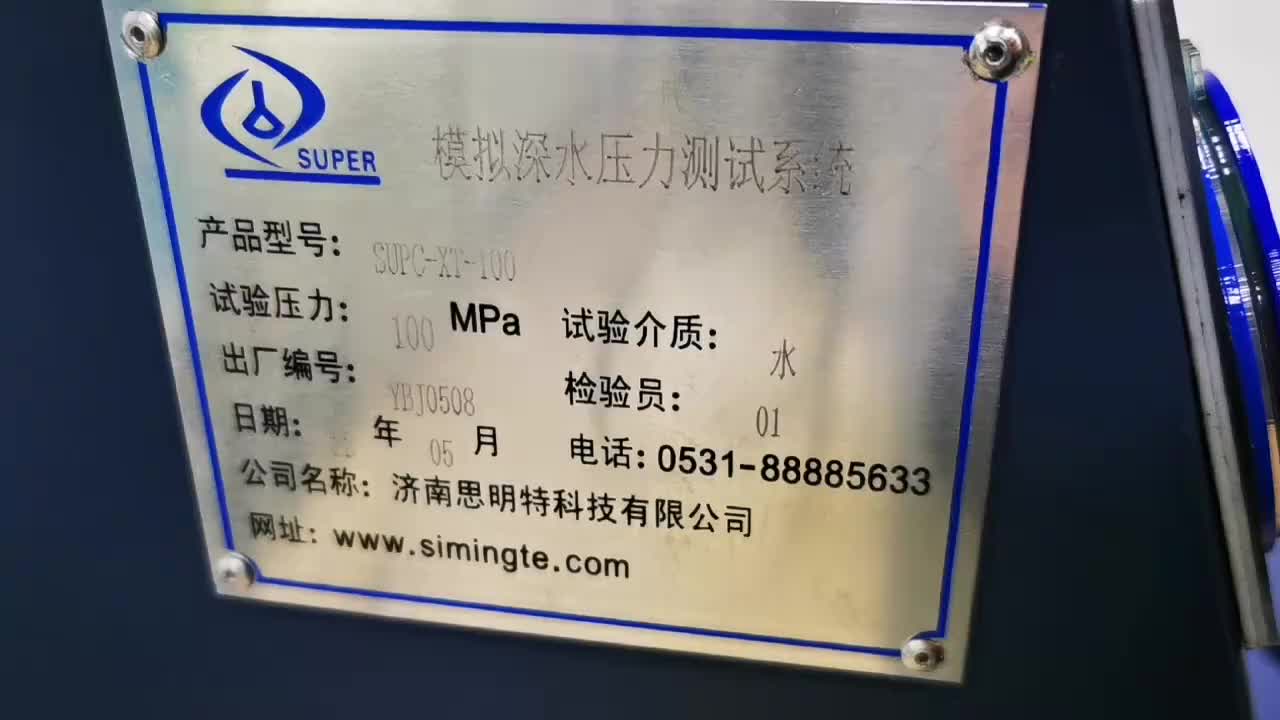 SUPER
模拟深水压力测试系统
产品型号: SUPC-XT-100
试验压力: 100 MPa 试验介质: 水
出厂编号: YBJ0508 检验员: 01
日期: 年 05 月 电话: 0531-88885633
公司名称: 济南思明特科技有限公司
网址: www.simingte.com